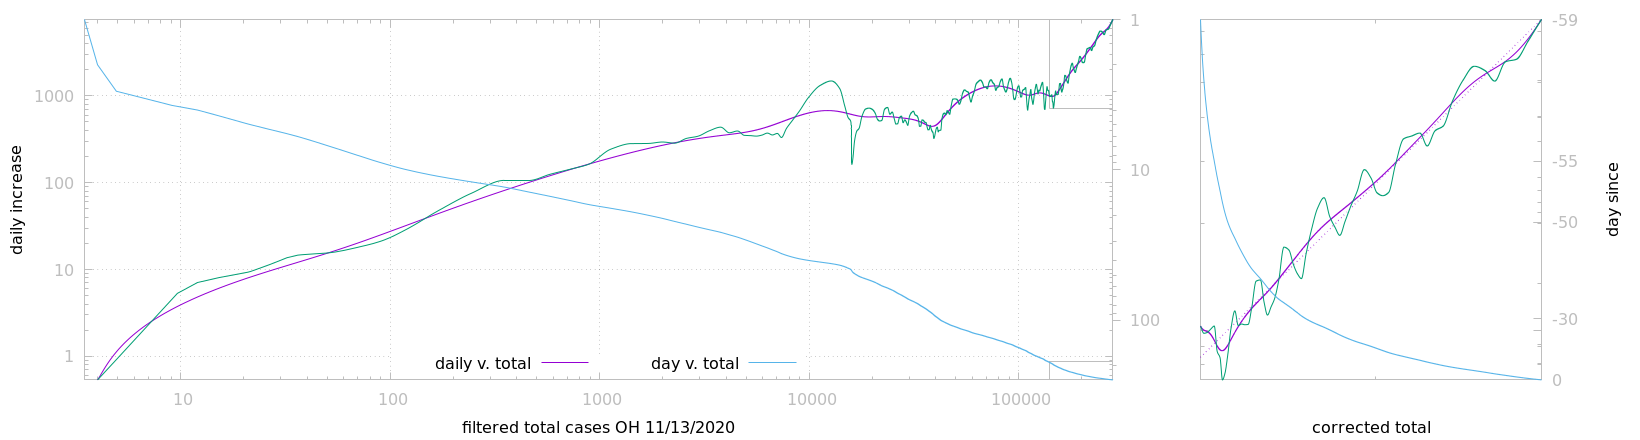 1
-59
1000
daily increase
100
10
-55
-50
day since
10
100
-30
1
daily v. total
day v. total
0
10
100
1000
10000
100000
filtered total cases OH 11/13/2020
corrected total